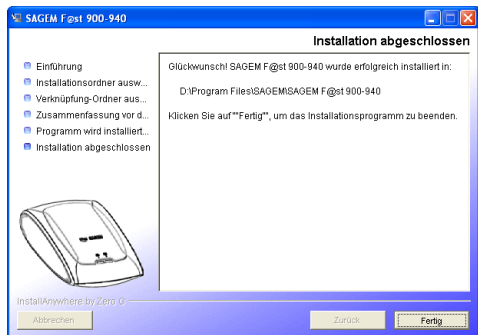 SAGEM F@st 900-940
Installation abgeschlossen
Einführung
Installationsordner ausw...
Verknüpfung-Ordner aus...
Zusammenfassung vor d...
Programm wird installiert...
Installation abgeschlossen
Glückwunsch! SAGEM F@st 900-940 wurde erfolgreich installiert in:
D:\Program Files\SAGEM\SAGEM F@st 900-940
Klicken Sie auf ""Fertig"", um das Installationsprogramm zu beenden.
InstallAnywhere by Zero G
Abbrechen
Zurück
Fertig